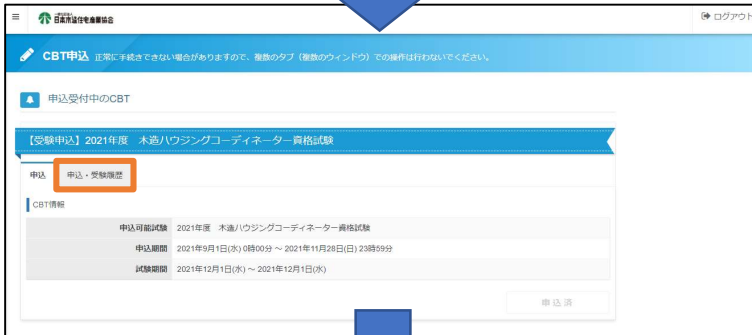 一般社団法人
日本木造住宅産業協会
ログアウト
CBT申込 正常に手続きできない場合がありますので、複数のタブ(複数のウィンドウ)での操作は行わないでください。
申込受付中のCBT
【受験申込】2021年度 木造ハウジングコーディネーター資格試験
申込
申込・受験履歴
CBT情報
申込可能試験 2021年度 木造ハウジングコーディネーター資格試験
申込期間 2021年9月1日(水) 0時00分 ~ 2021年11月28日(日) 23時59分
試験期間 2021年12月1日(水) ~ 2021年12月1日(水)
申込済